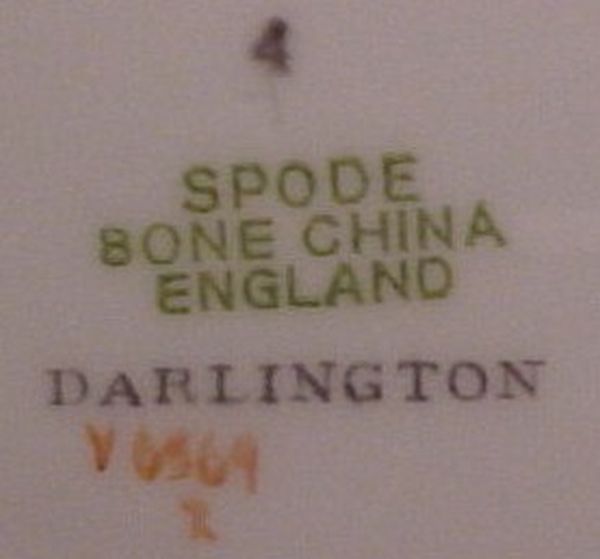 4
SPODE
BONE CHINA
ENGLAND
DARLINGTON